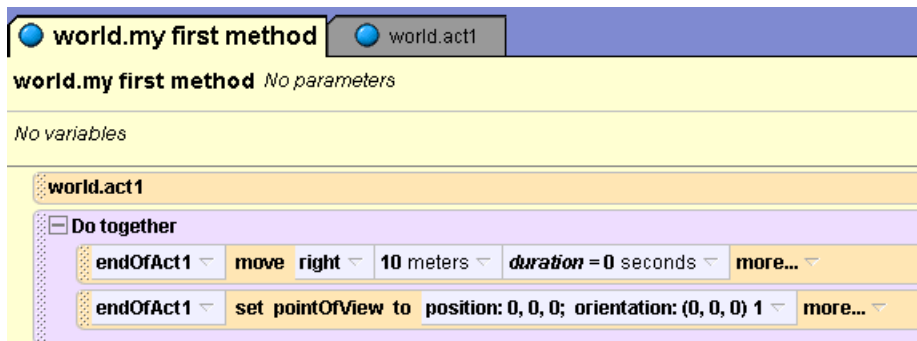 world.my first method world.act1
world.my first method No parameters
No variables
world.act1
Do together
endOfAct1 move right 10 meters duration = 0 seconds more...
endOfAct1 set pointOfView to position: 0, 0, 0; orientation: (0, 0, 0) 1 more...